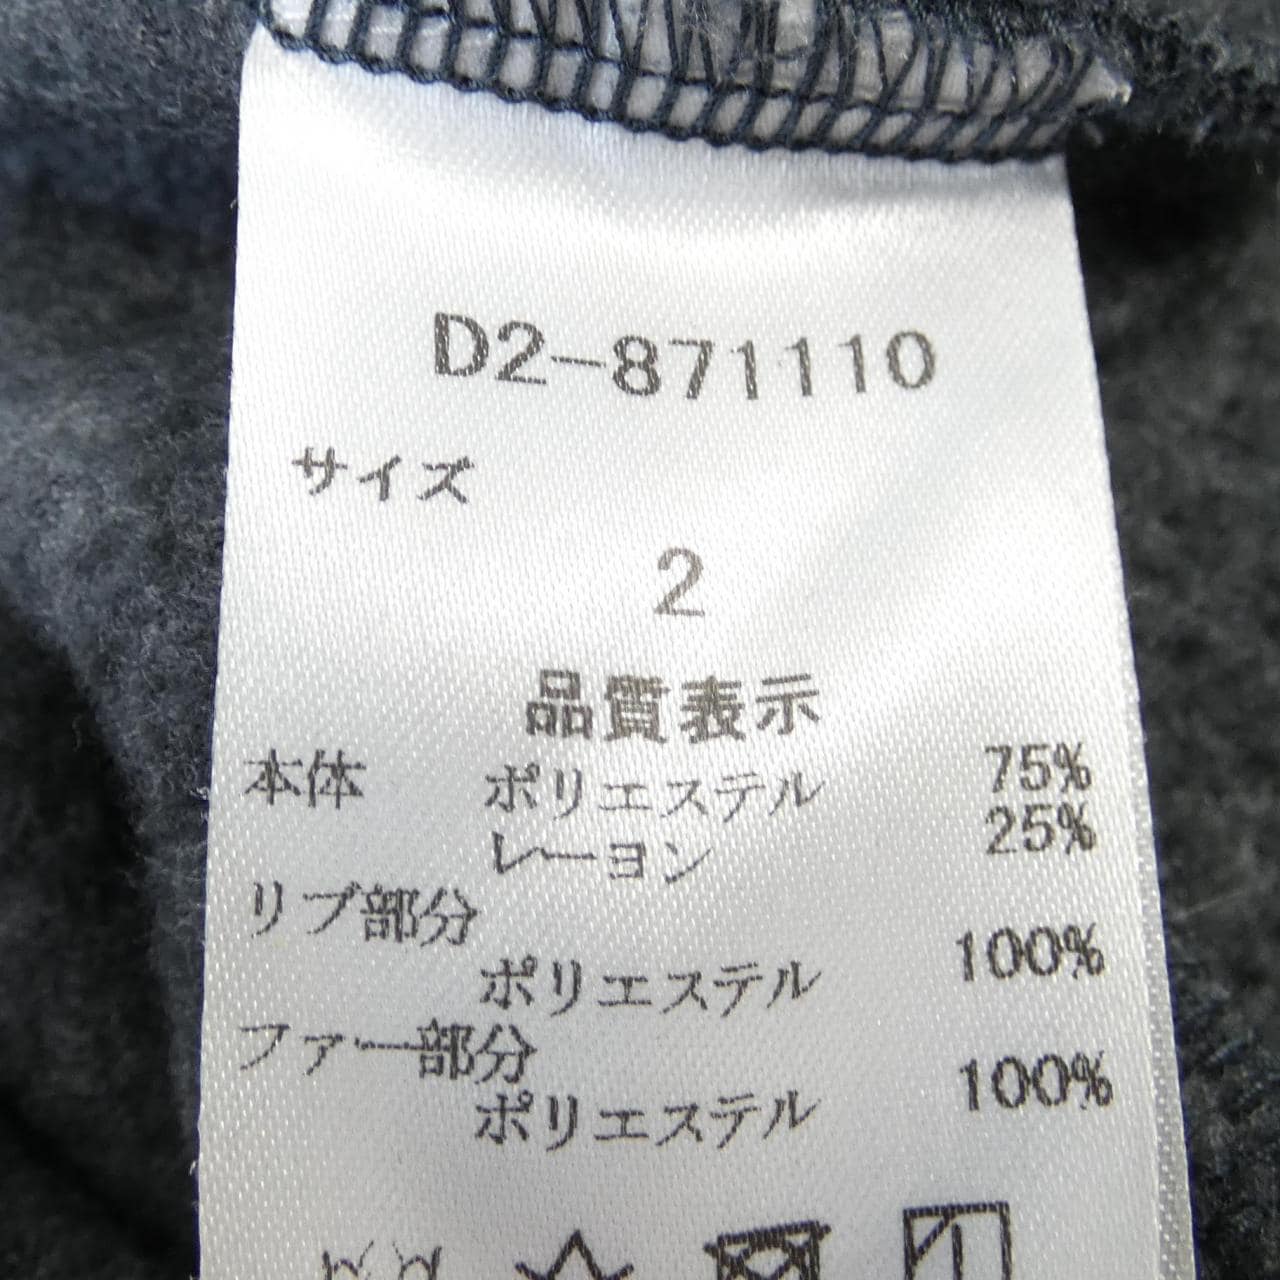 D2-871110
サイズ
2
品質表示
本体 ポリエステル 75%
レーヨン 25%
リブ部分
ポリエステル 100%
ファー部分
ポリエステル 100%